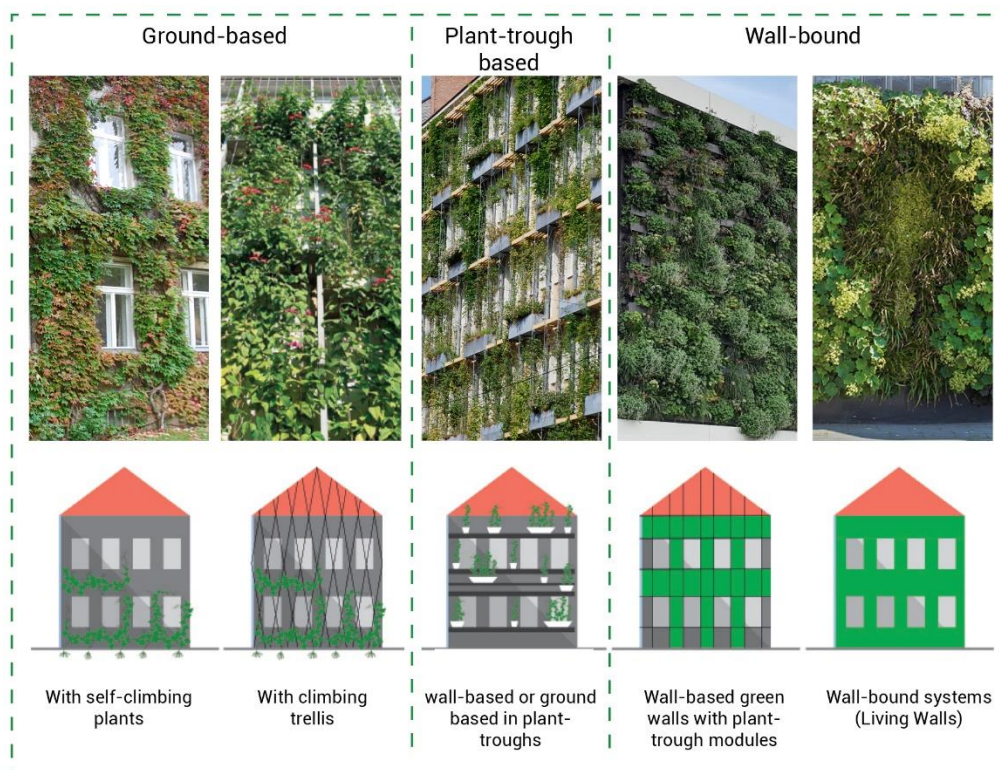 Ground-based
Plant-trough
based
Wall-bound
With self-climbing
plants
With climbing
trellis
wall-based or ground
based in plant-
troughs
Wall-based green
walls with plant-
trough modules
Wall-bound systems
(Living Walls)